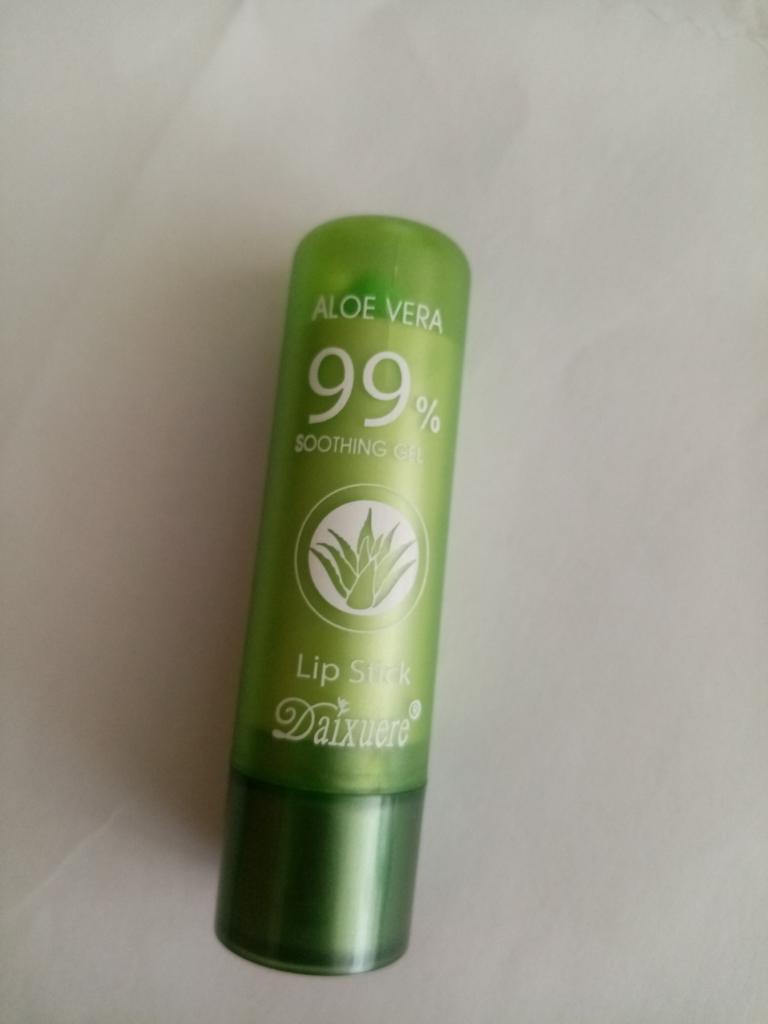 ALOE VERA
99%
SOOTHING GEL
Lip Stick
Daixuere®